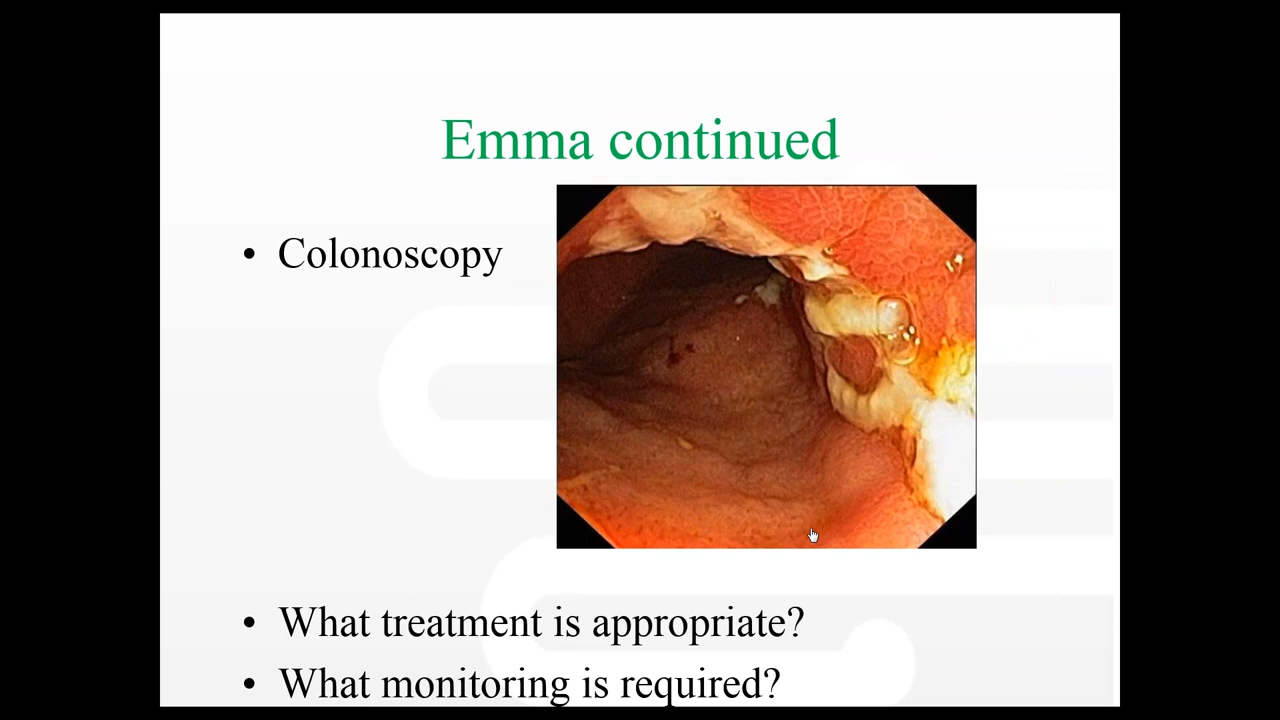 Emma continued
• Colonoscopy
• What treatment is appropriate?
• What monitoring is required?